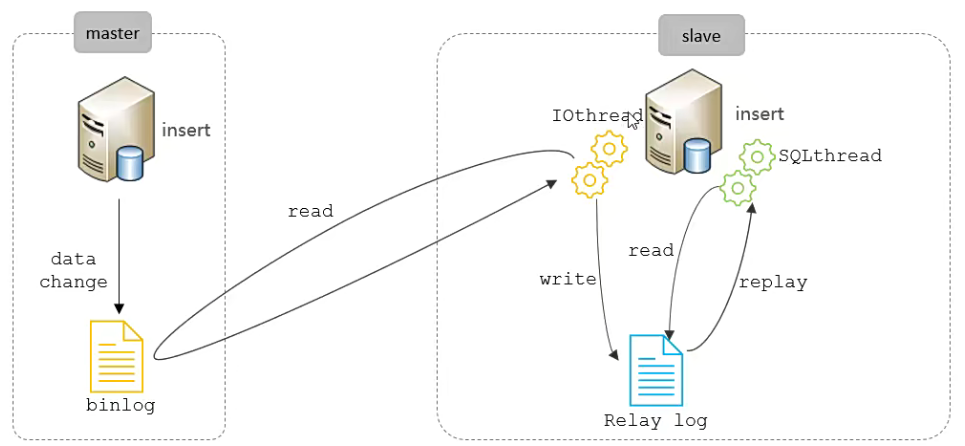 master
slave
insert
IOthread
insert
SQLthread
read
data
change
read
write
replay
binlog
Relay log